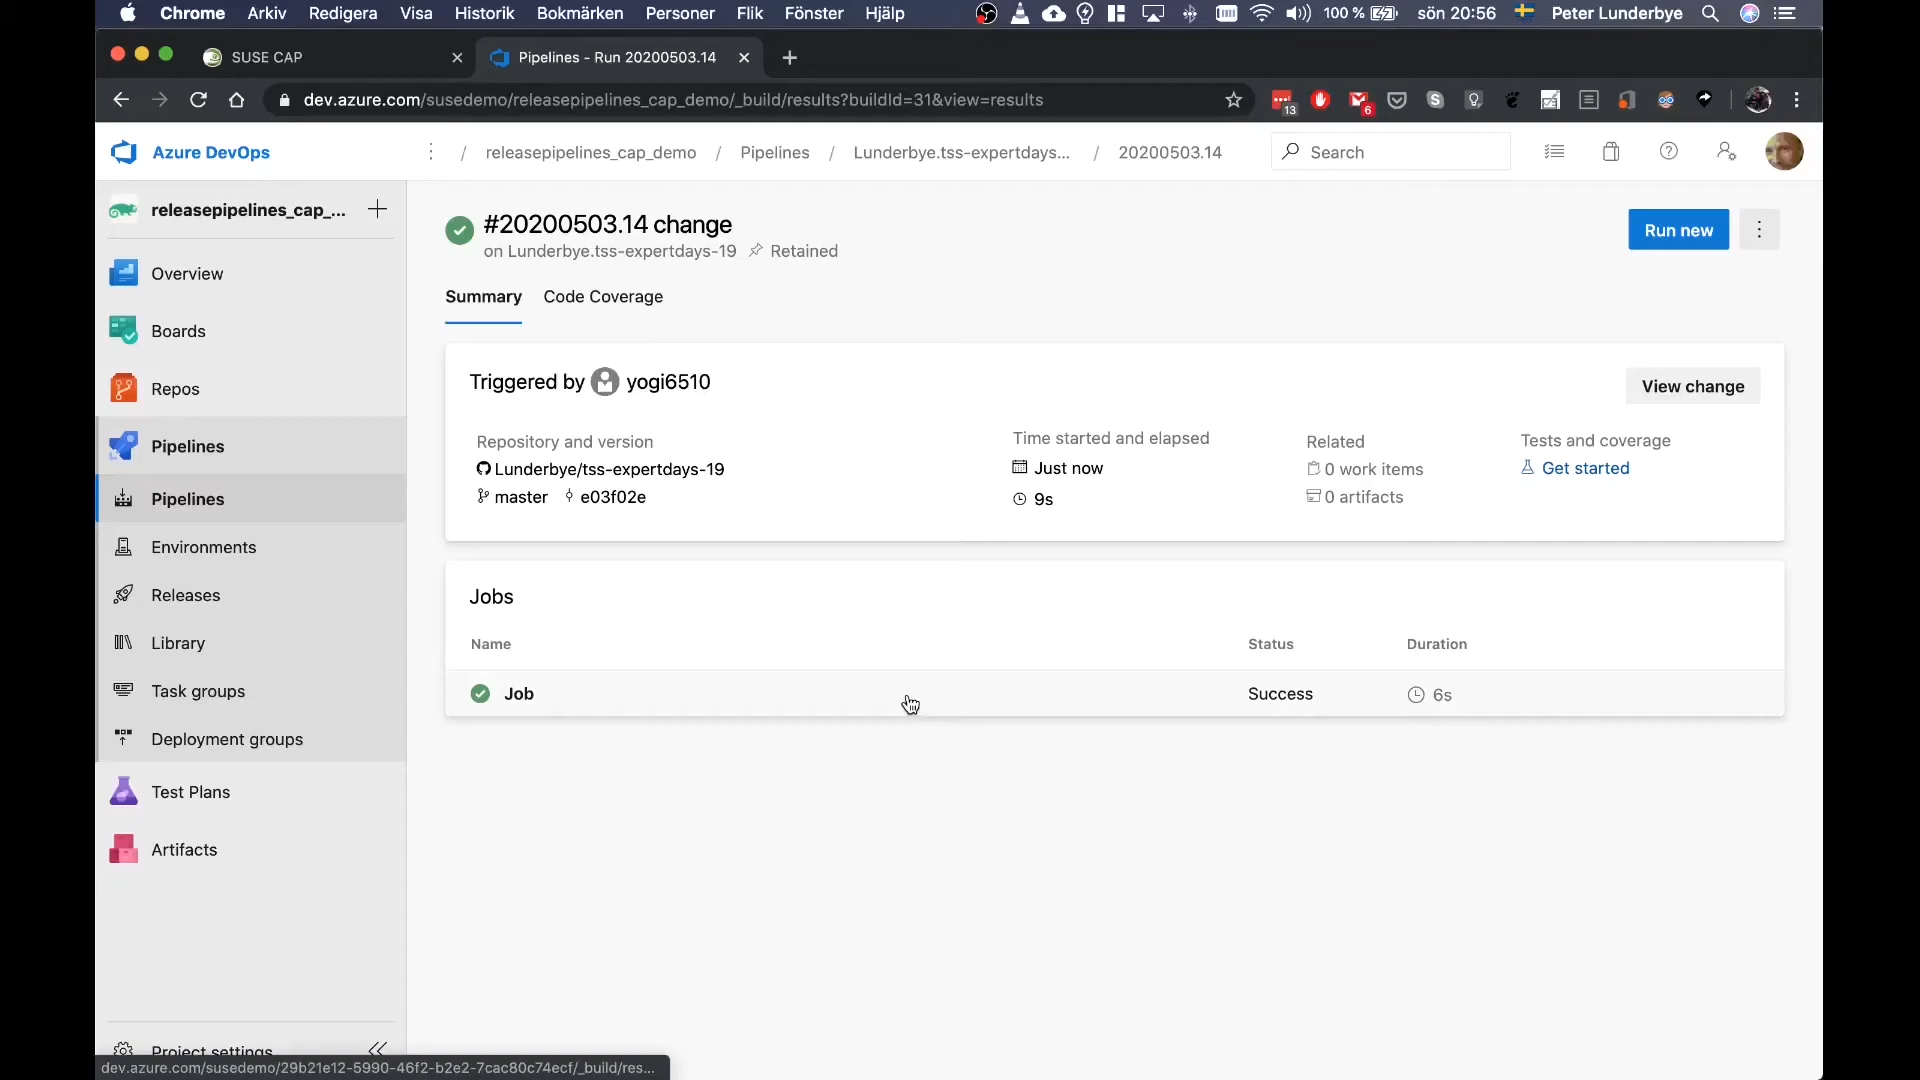 Chrome Arkiv Redigera Visa Historik Bokmärken Personer Flik Fönster Hjälp 100 % sön 20:56 Peter Lunderbye
SUSE CAP
Pipelines - Run 20200503.14
dev.azure.com/susedemo/releasepipelines_cap_demo/_build/results?buildId=31&view=results
13
6
Azure DevOps
/ releasepipelines_cap_demo / Pipelines / Lunderbye.tss-expertdays... / 20200503.14
Search
releasepipelines_cap_...
Overview
Boards
Repos
Pipelines
Pipelines
Environments
Releases
Library
Task groups
Deployment groups
Test Plans
Artifacts
Project settings
#20200503.14 change
on Lunderbye.tss-expertdays-19 Retained
Run new
Summary Code Coverage
Triggered by yogi6510
View change
Repository and version
Lunderbye/tss-expertdays-19
master e03f02e
Time started and elapsed
Just now
9s
Related
0 work items
0 artifacts
Tests and coverage
Get started
Jobs
Name Status Duration
Job Success 6s
dev.azure.com/susedemo/29b21e12-5990-46f2-b2e2-7cac80c74ecf/_build/res...